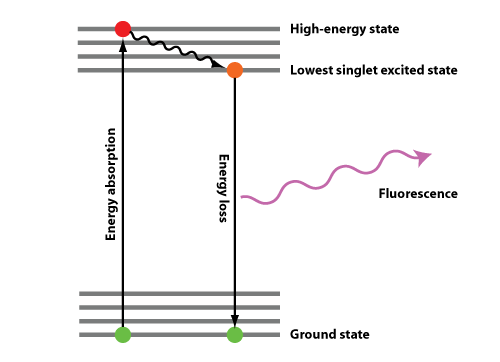 High-energy state
Lowest singlet excited state
Energy absorption
Energy loss
Fluorescence
Ground state